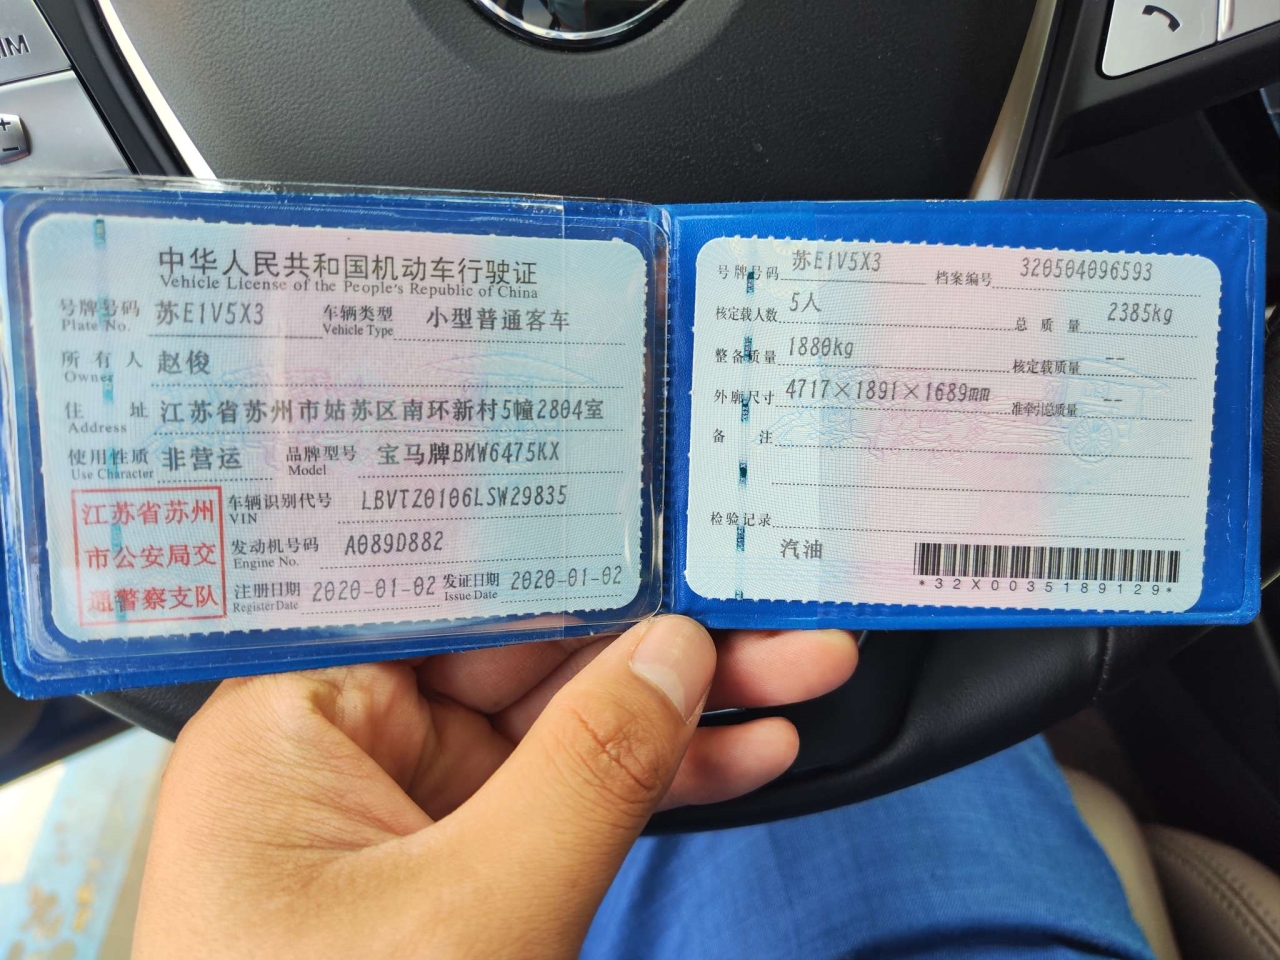 中华人民共和国机动车行驶证
Vehicle License of the People's Republic of China
号牌号码 苏E1V5X3 车辆类型 小型普通客车
Plate No. Vehicle Type
所有人 赵俊
Owner
住址 江苏省苏州市姑苏区南环新村5幢2804室
Address
使用性质 非营运 品牌型号 宝马牌BMW6475KX
Use Character Model
江苏省苏州
市公安局交
通警察支队
车辆识别代号 LBVTZ0106LSW29835
VIN
发动机号码 A089D882
Engine No.
注册日期 2020-01-02 发证日期 2020-01-02
Register Date Issue Date
号牌号码 苏E1V5X3 档案编号 320504096593
核定载人数 5人 总质量 2385kg
整备质量 1880kg 核定载质量 --
外廓尺寸 4717×1891×1689mm 准牵引总质量 --
备注
检验记录
汽油
*32X0035189129*
+
-